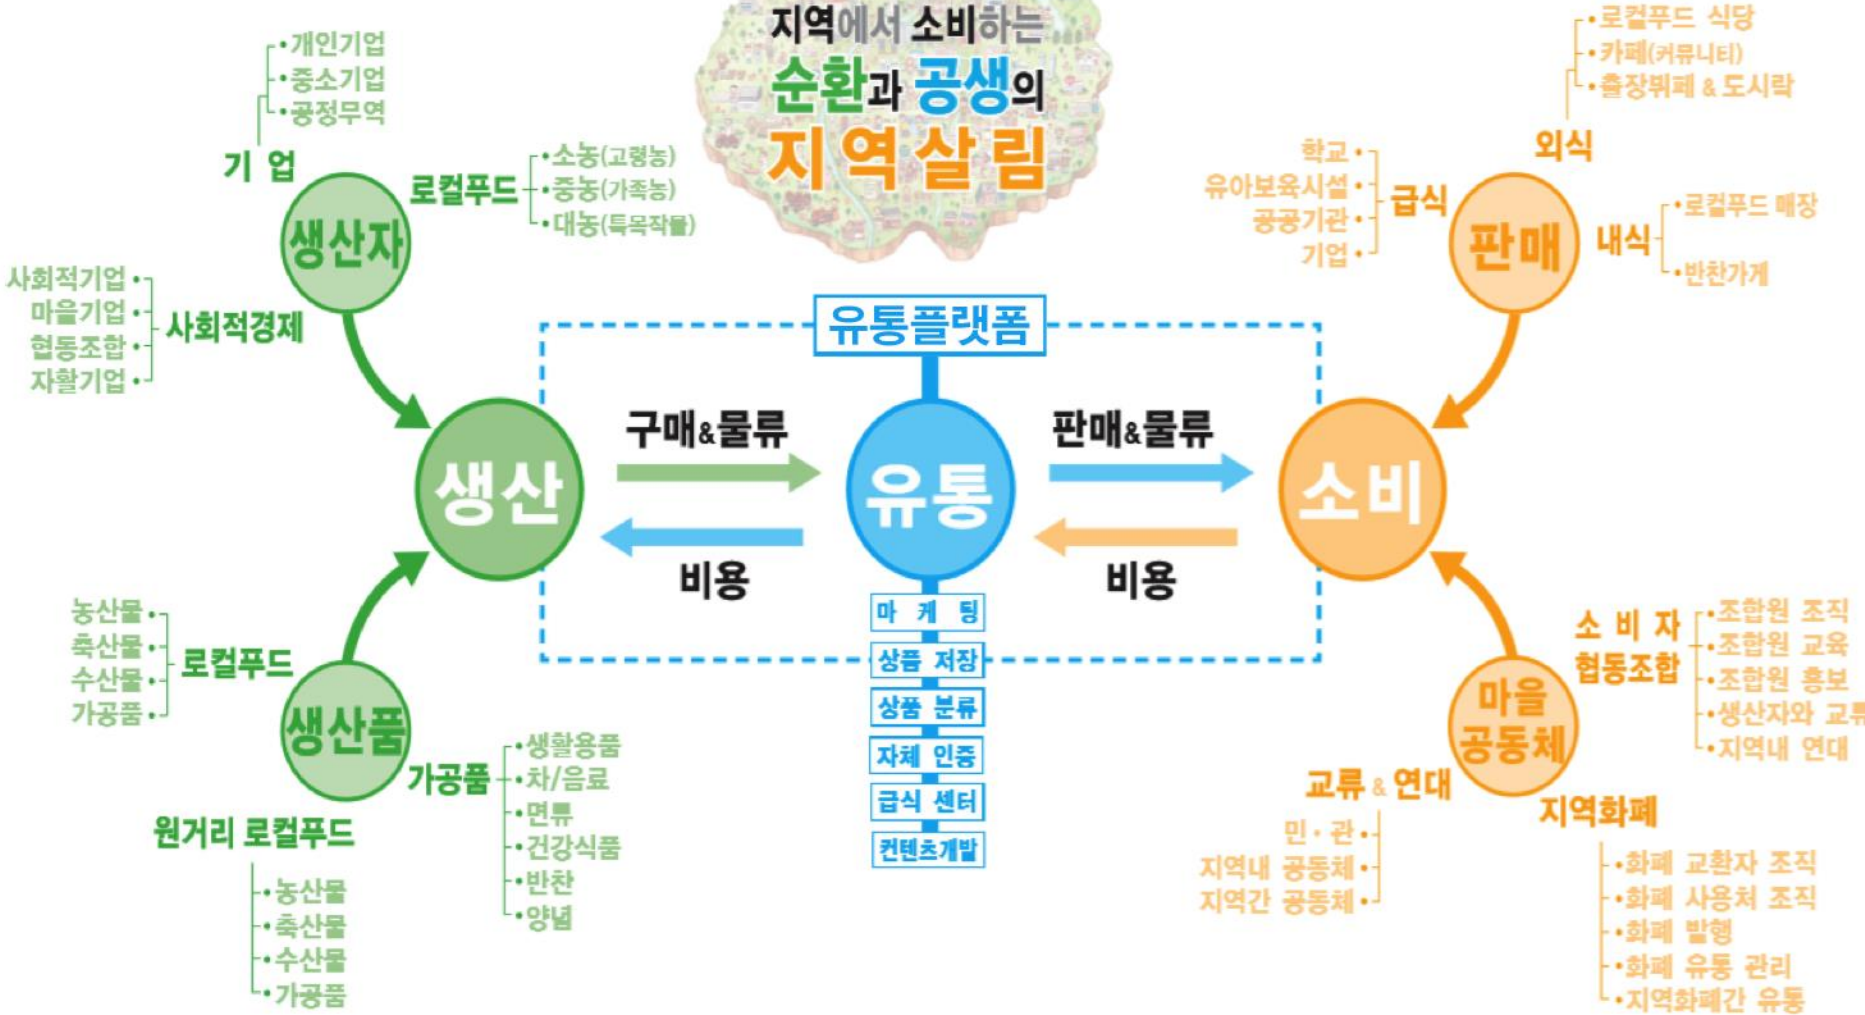 지역에서 소비하는
순환과 공생의
지역살림
기 업
•개인기업
•중소기업
•공정무역
생산자
로컬푸드
•소농(고령농)
•중농(가족농)
•대농(특목작물)
사회적경제
사회적기업•
마을기업•
협동조합•
자활기업•
외식
•로컬푸드 식당
•카페(커뮤니티)
•출장뷔페 & 도시락
급식
학교•
유아보육시설•
공공기관•
기업•
판매
내식
•로컬푸드 매장
•반찬가게
유통플랫폼
생산
구매&물류
비용
유통
판매&물류
비용
소비
마 케 팅
상품 저장
상품 분류
자체 인증
급식 센터
컨텐츠개발
로컬푸드
농산물•
축산물•
수산물•
가공품•
생산품
가공품
•생활용품
•차/음료
•면류
•건강식품
•반찬
•양념
원거리 로컬푸드
•농산물
•축산물
•수산물
•가공품
소 비 자
협동조합
•조합원 조직
•조합원 교육
•조합원 홍보
•생산자와 교류
•지역내 연대
마을
공동체
교류 & 연대
민·관•
지역내 공동체•
지역간 공동체•
지역화폐
•화폐 교환자 조직
•화폐 사용처 조직
•화폐 발행
•화폐 유통 관리
•지역화폐간 유통